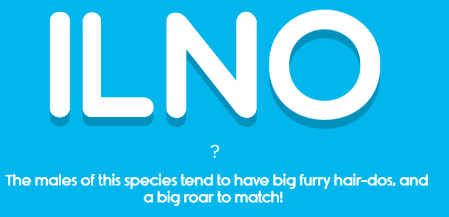 ILNO
?
The males of this species tend to have big furry hair-dos, and
a big roar to match!